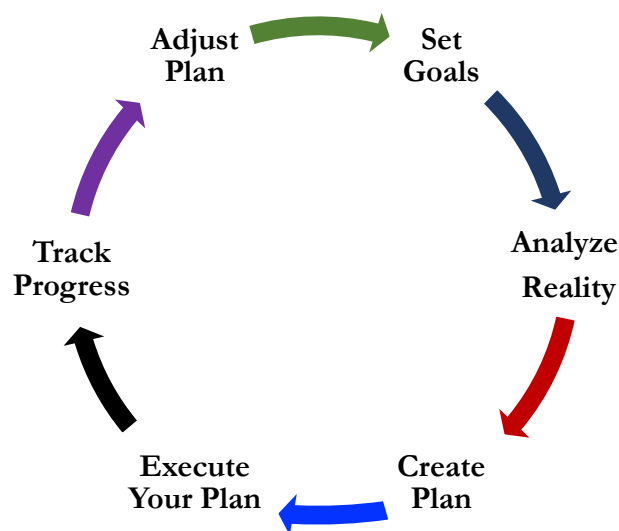 Adjust
Plan
Set
Goals
Analyze
Reality
Create
Plan
Execute
Your Plan
Track
Progress